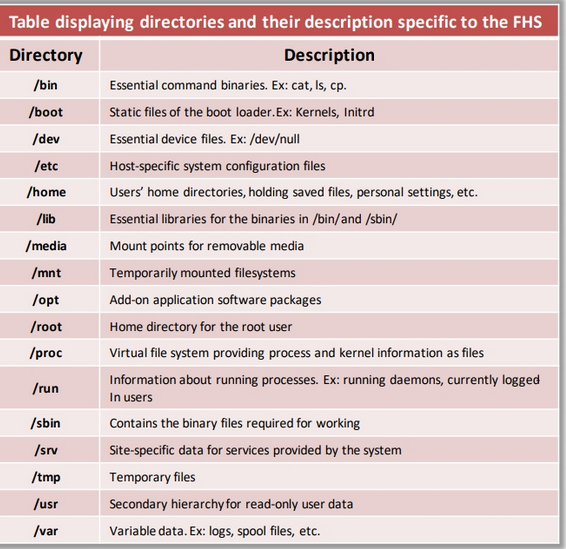 Table displaying directories and their description specific to the FHS
Directory Description
/bin Essential command binaries. Ex: cat, ls, cp.
/boot Static files of the boot loader.Ex: Kernels, Initrd
/dev Essential device files. Ex: /dev/null
/etc Host-specific system configuration files
/home Users’ home directories, holding saved files, personal settings, etc.
/lib Essential libraries for the binaries in /bin/and /sbin/
/media Mount points for removable media
/mnt Temporarily mounted filesystems
/opt Add-on application software packages
/root Home directory for the root user
/proc Virtual file system providing process and kernel information as files
/run Information about running processes. Ex: running daemons, currently logged
In users
/sbin Contains the binary files required for working
/srv Site-specific data for services provided by the system
/tmp Temporary files
/usr Secondary hierarchy for read-only user data
/var Variable data. Ex: logs, spool files, etc.